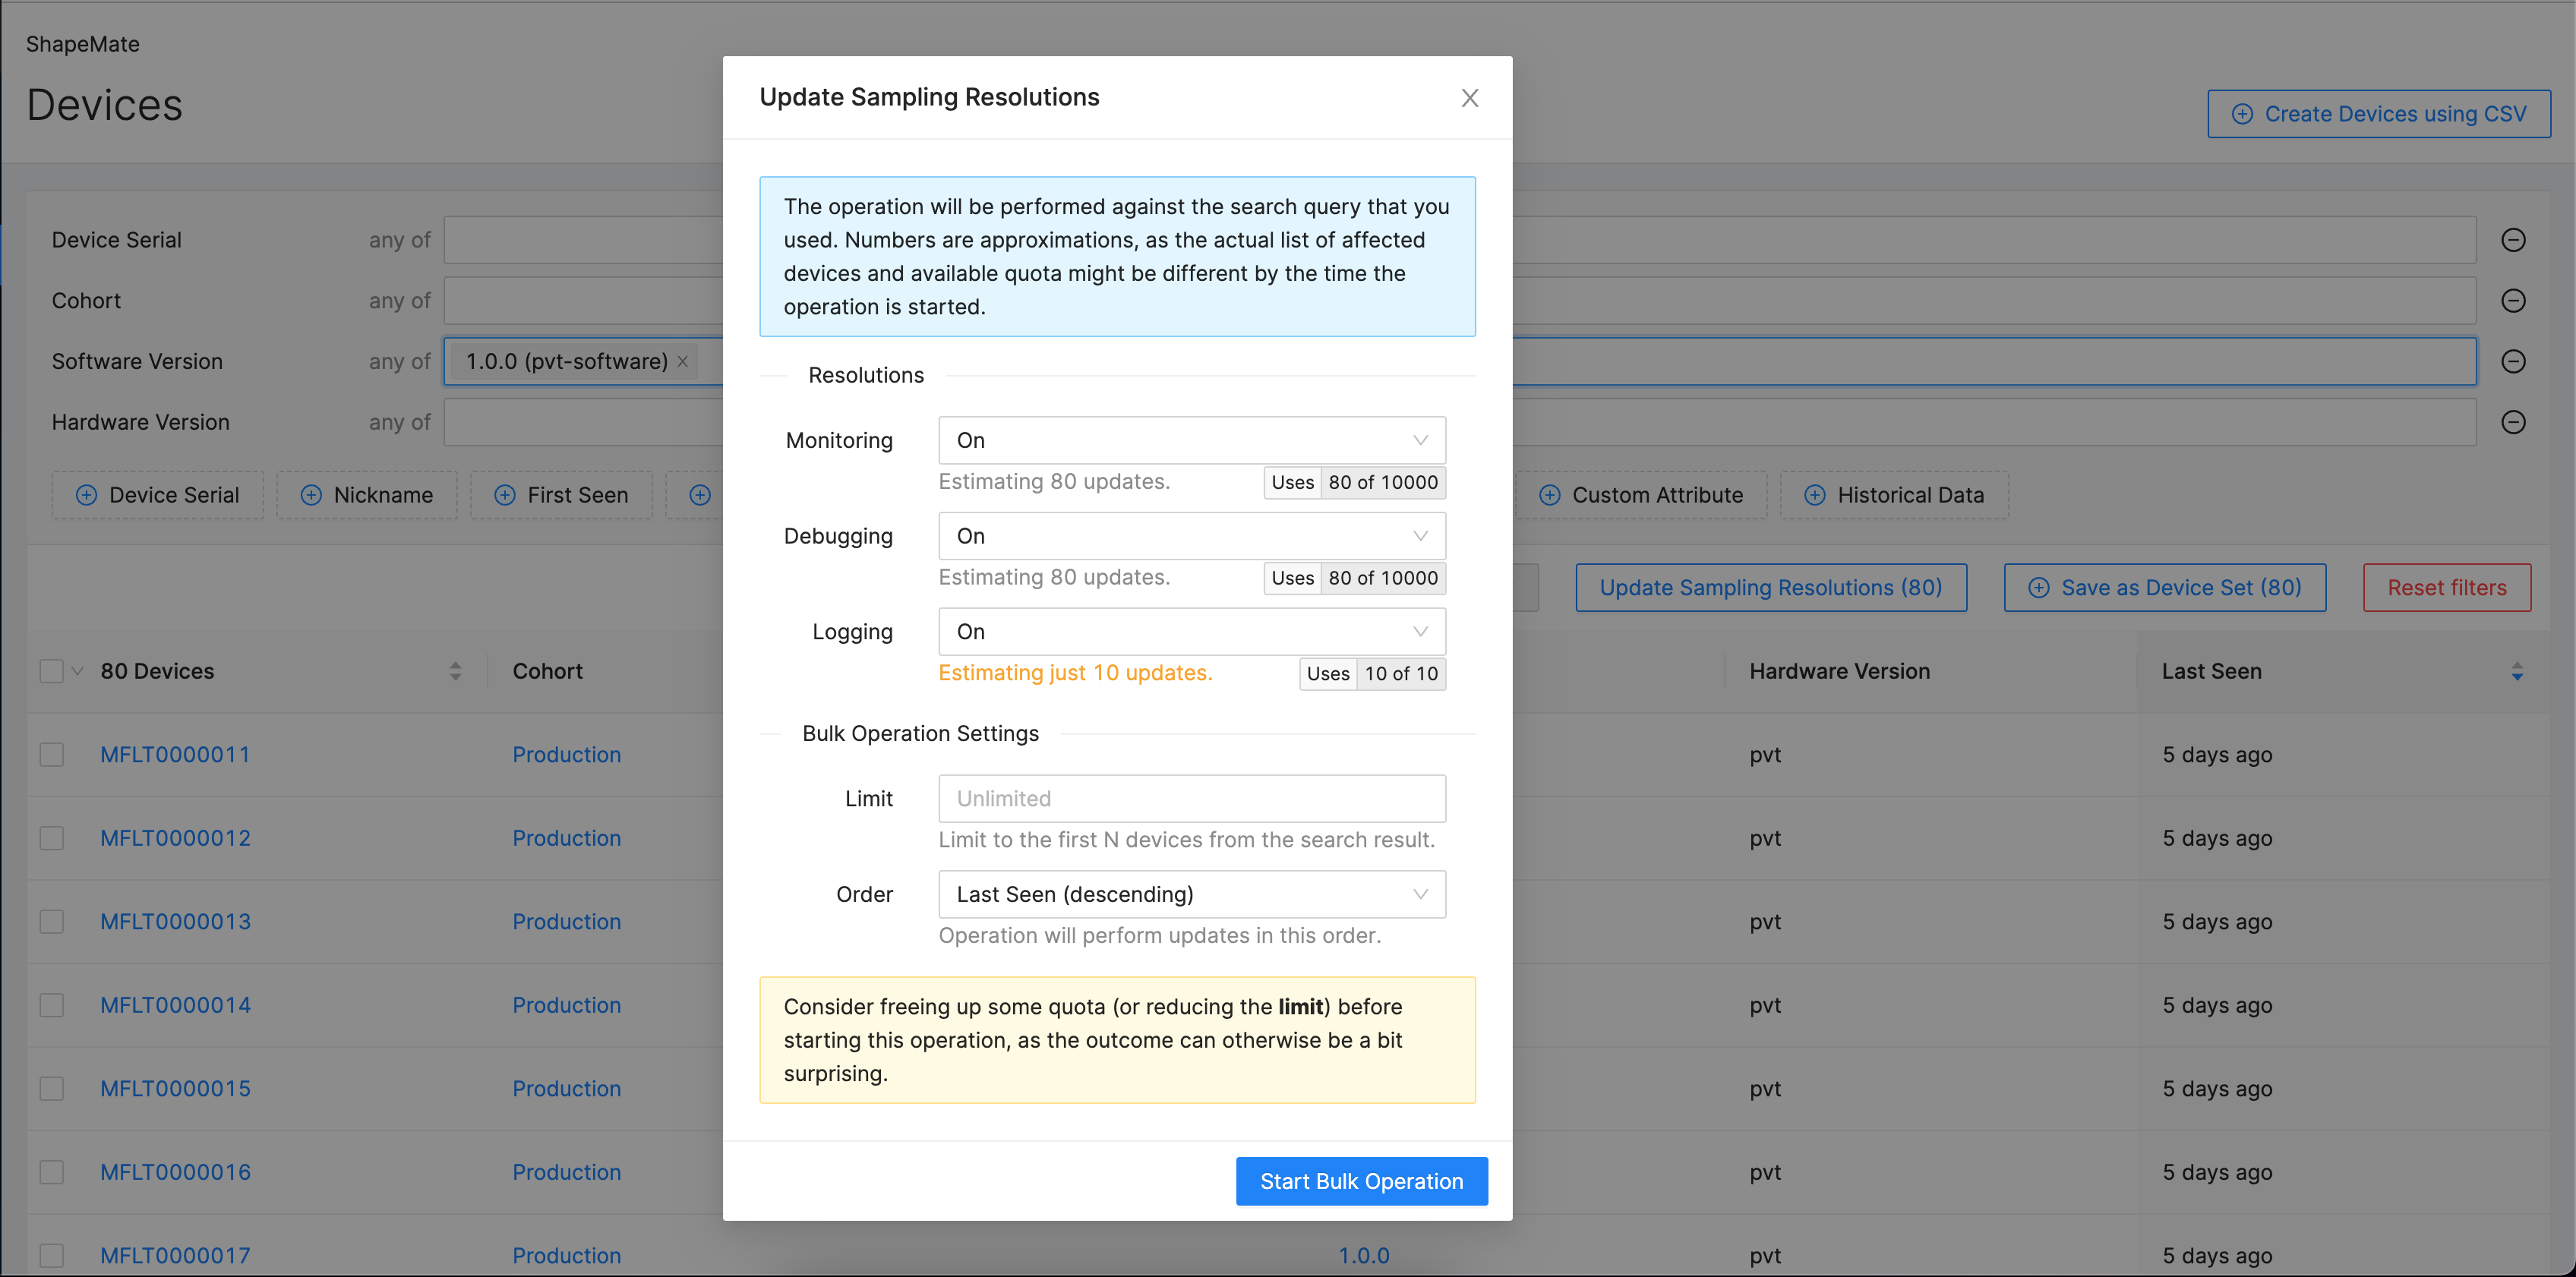 ShapeMate
Devices
Create Devices using CSV
Device Serial any of
Cohort any of
Software Version any of 1.0.0 (pvt-software)
Hardware Version any of
Device Serial Nickname First Seen Custom Attribute Historical Data
Update Sampling Resolutions (80) Save as Device Set (80) Reset filters
80 Devices Cohort Hardware Version Last Seen
MFLT0000011 Production pvt 5 days ago
MFLT0000012 Production pvt 5 days ago
MFLT0000013 Production pvt 5 days ago
MFLT0000014 Production pvt 5 days ago
MFLT0000015 Production pvt 5 days ago
MFLT0000016 Production pvt 5 days ago
MFLT0000017 Production 1.0.0 pvt 5 days ago
Update Sampling Resolutions
The operation will be performed against the search query that you
used. Numbers are approximations, as the actual list of affected
devices and available quota might be different by the time the
operation is started.
Resolutions
Monitoring On
Estimating 80 updates. Uses 80 of 10000
Debugging On
Estimating 80 updates. Uses 80 of 10000
Logging On
Estimating just 10 updates. Uses 10 of 10
Bulk Operation Settings
Limit Unlimited
Limit to the first N devices from the search result.
Order Last Seen (descending)
Operation will perform updates in this order.
Consider freeing up some quota (or reducing the limit) before
starting this operation, as the outcome can otherwise be a bit
surprising.
Start Bulk Operation